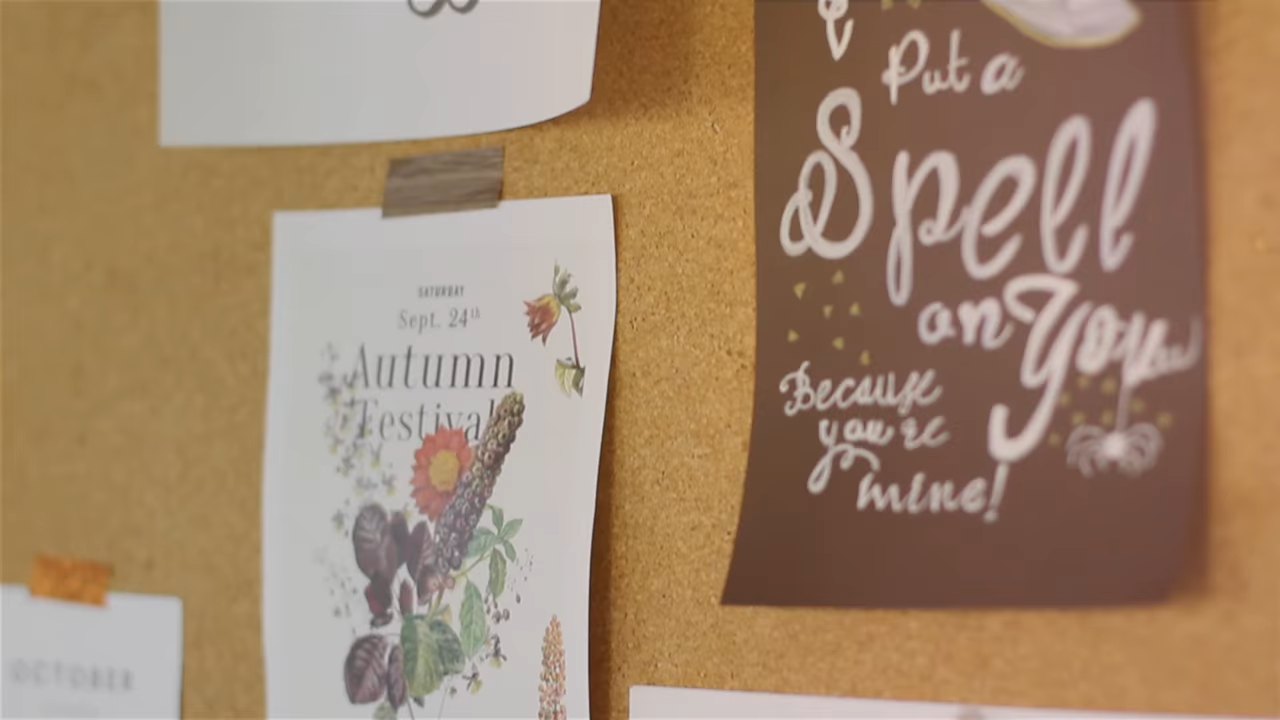 SATURDAY
Sept. 24th
Autumn
Festival
I
Put a
Spell
on You...
Because
you're
mine!
OCTOBER